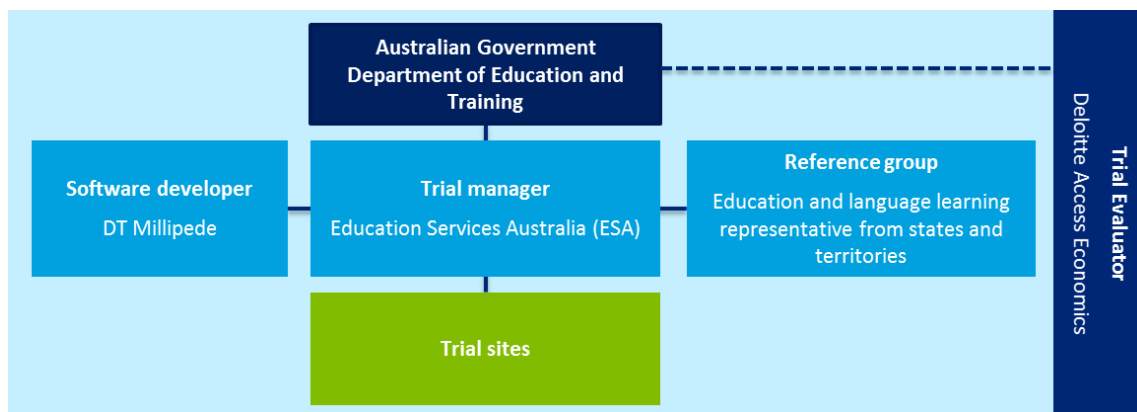 Australian Government
Department of Education and
Training
Software developer
DT Millipede
Trial manager
Education Services Australia (ESA)
Reference group
Education and language learning
representative from states and
territories
Trial sites
Trial Evaluator
Deloitte Access Economics